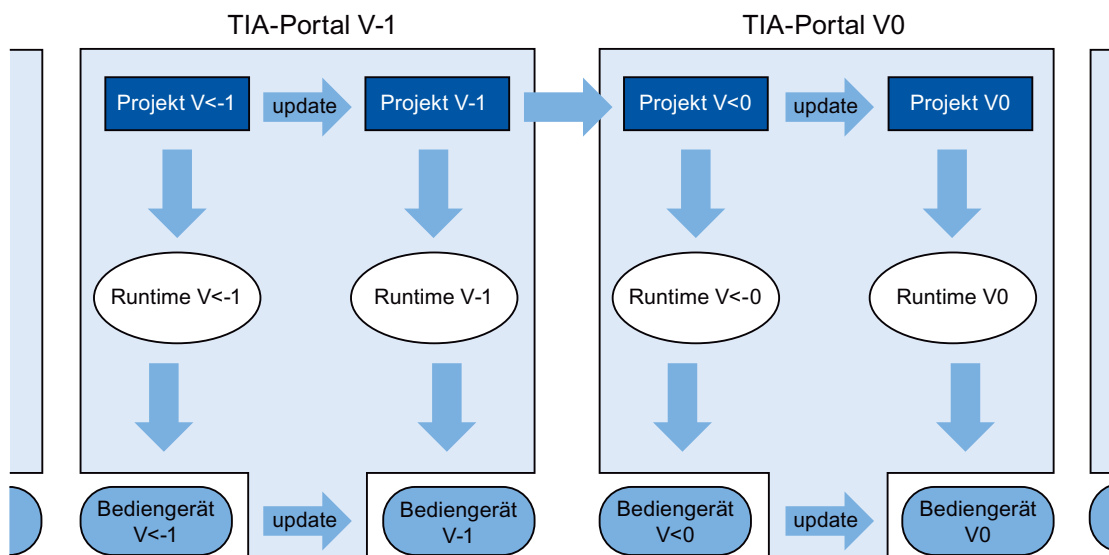 TIA-Portal V-1
TIA-Portal V0
Projekt V<-1
update
Projekt V-1
Projekt V<0
update
Projekt V0
Runtime V<-1
Runtime V-1
Runtime V<-0
Runtime V0
Bediengerät
V<-1
update
Bediengerät
V-1
Bediengerät
V<0
update
Bediengerät
V0